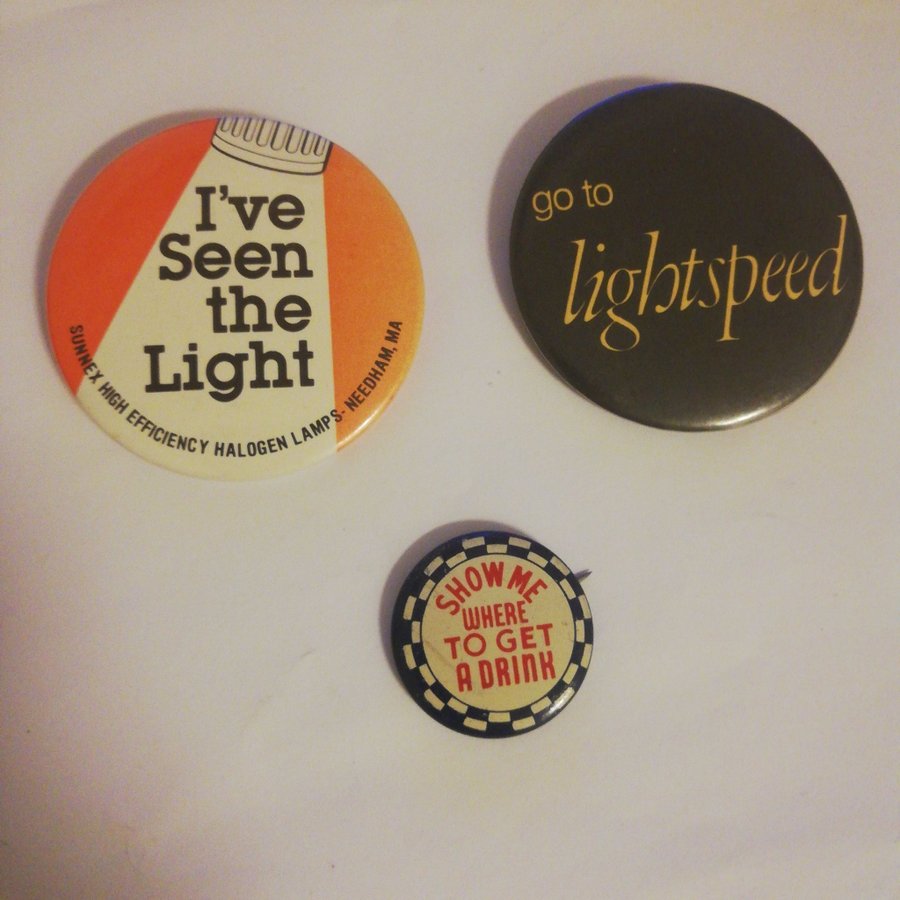 I've
Seen
the
Light
SUNNEX HIGH EFFICIENCY HALOGEN LAMPS- NEEDHAM, MA
go to
lightspeed
SHOW ME
WHERE
TO GET
A DRINK